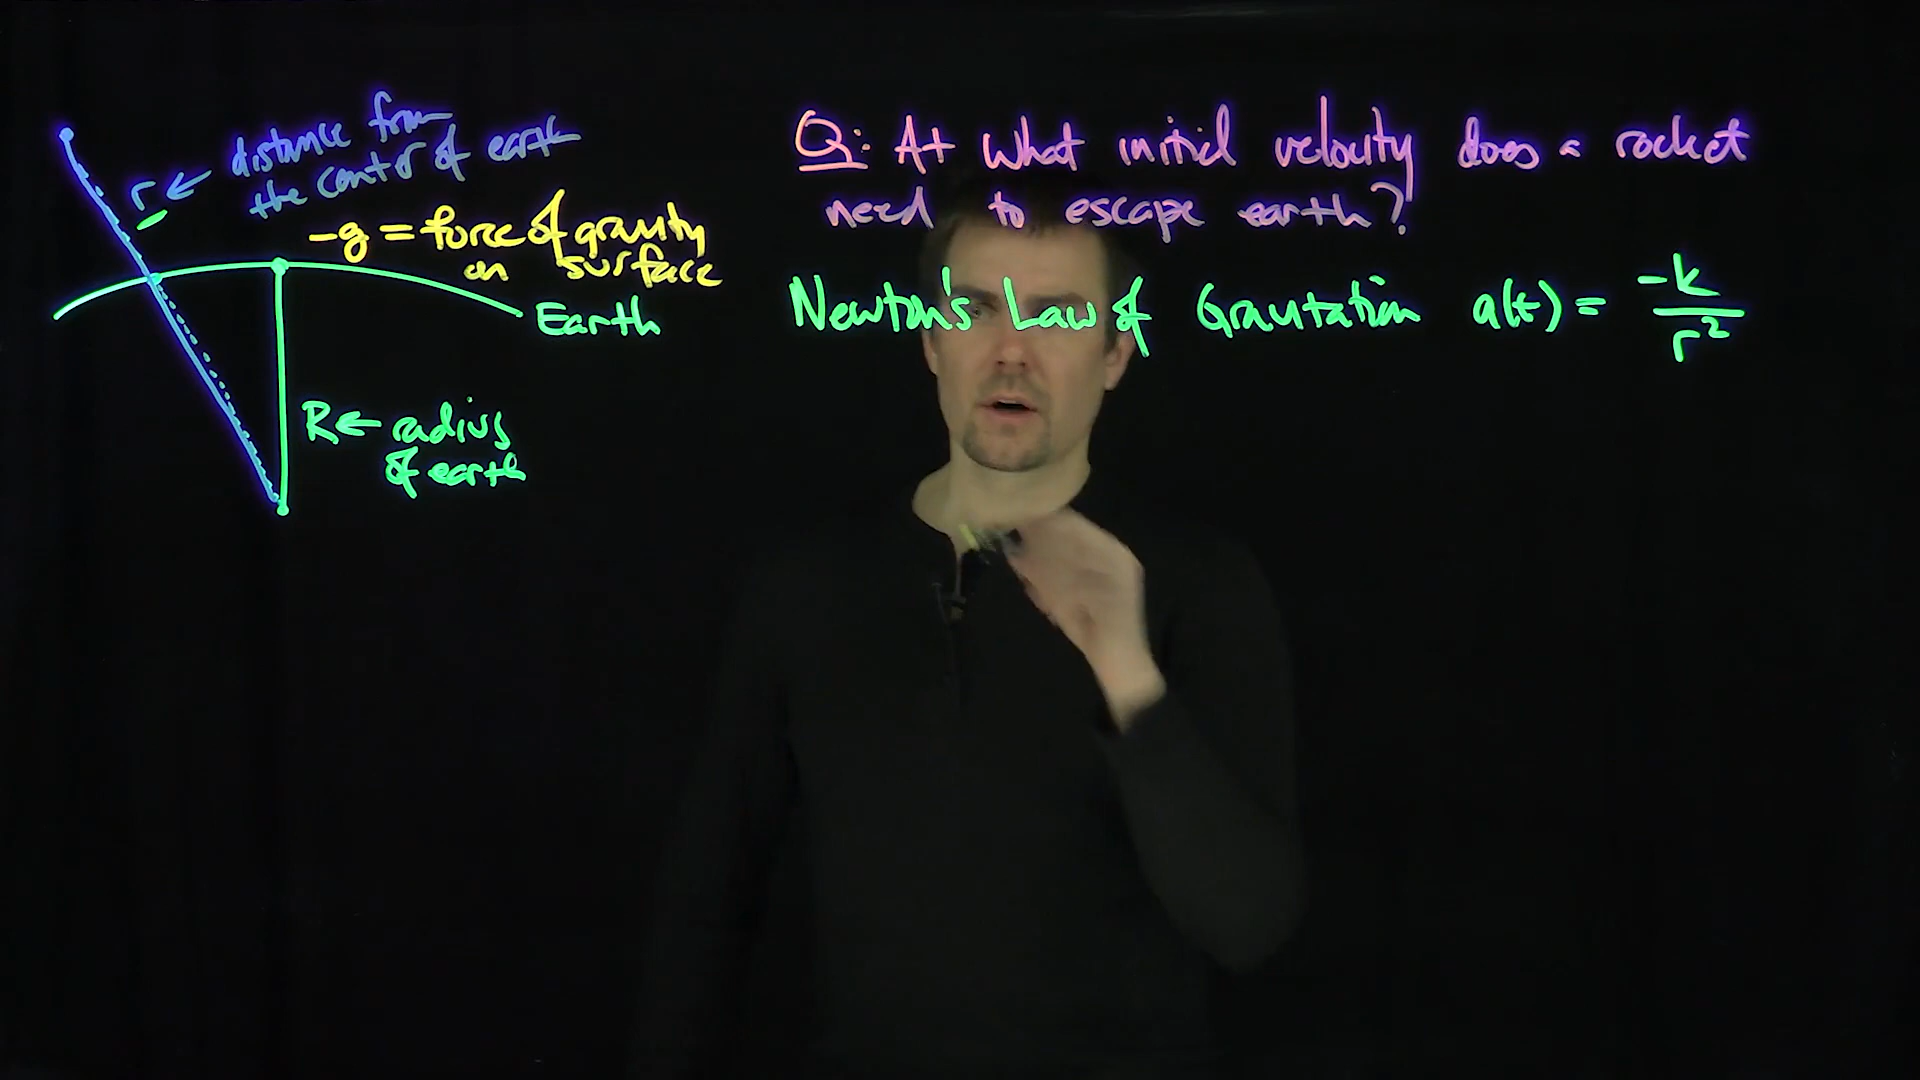 r ← distance from
the center of earth
-g = force of gravity
on surface
Earth
R ← radius
of earth
Q: At what initial velocity does a rocket
need to escape earth?
Newton's Law of Gravitation a(t) = -k/r²